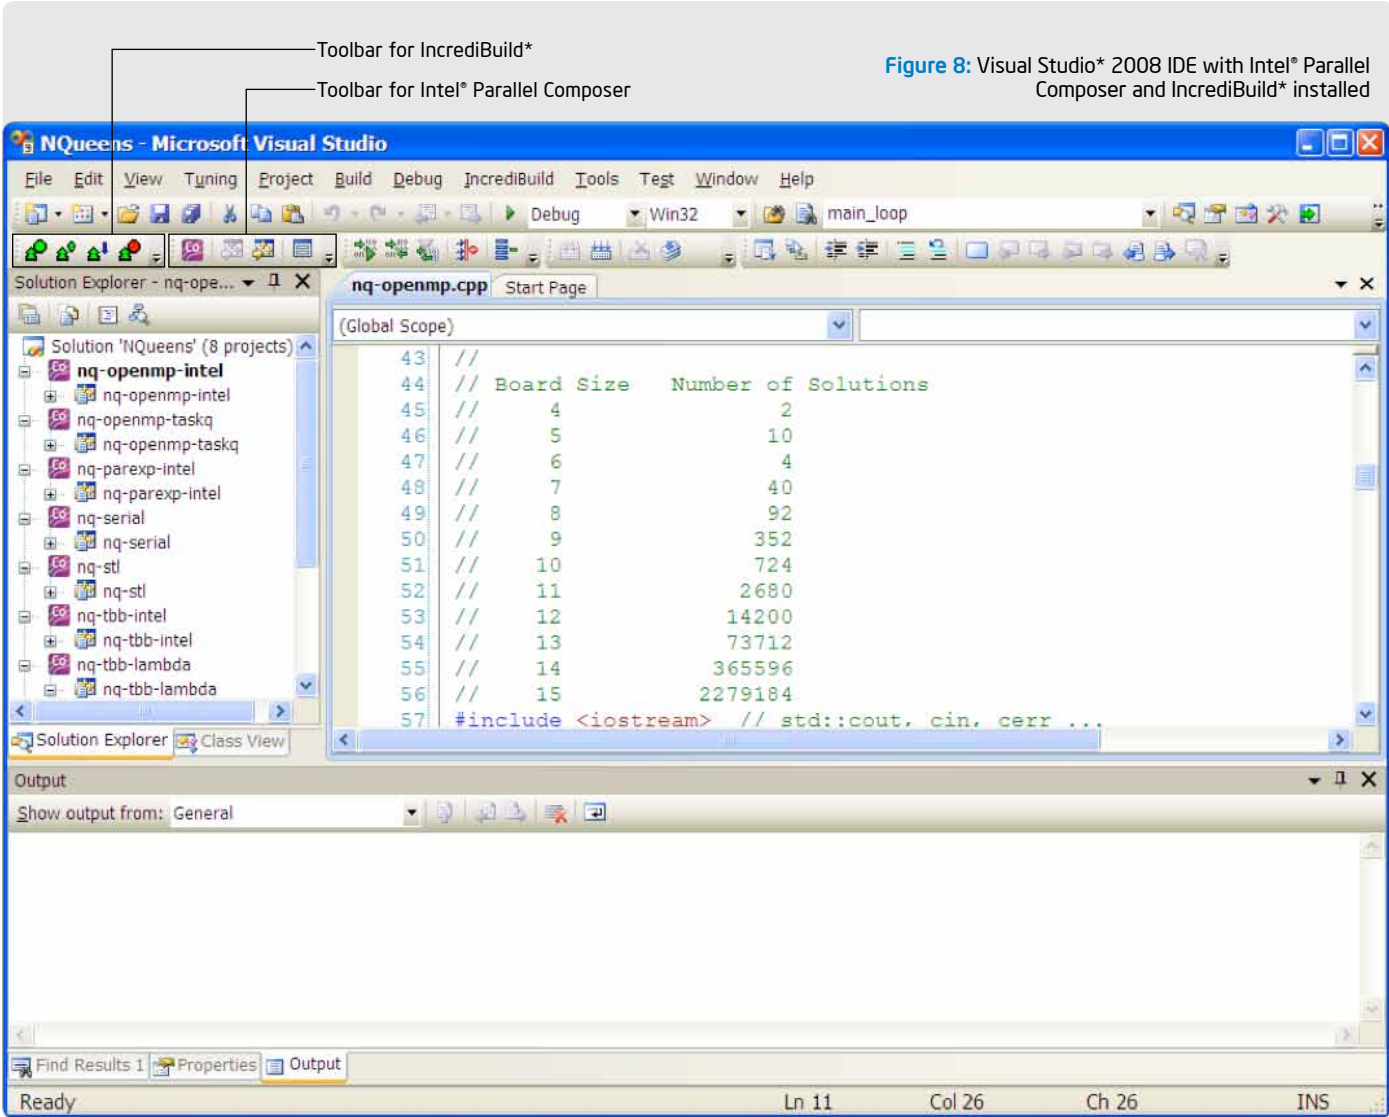 Toolbar for IncrediBuild*
Toolbar for Intel® Parallel Composer
Figure 8: Visual Studio* 2008 IDE with Intel® Parallel
Composer and IncrediBuild* installed
NQueens - Microsoft Visual Studio
File Edit View Tuning Project Build Debug IncrediBuild Tools Test Window Help
Debug Win32 main_loop
Solution Explorer - nq-ope...
nq-openmp.cpp Start Page
(Global Scope)
Solution 'NQueens' (8 projects)
nq-openmp-intel
nq-openmp-intel
nq-openmp-taskq
nq-openmp-taskq
nq-parexp-intel
nq-parexp-intel
nq-serial
nq-serial
nq-stl
nq-stl
nq-tbb-intel
nq-tbb-intel
nq-tbb-lambda
nq-tbb-lambda
Solution Explorer Class View
43 //
44 // Board Size Number of Solutions
45 // 4 2
46 // 5 10
47 // 6 4
48 // 7 40
49 // 8 92
50 // 9 352
51 // 10 724
52 // 11 2680
53 // 12 14200
54 // 13 73712
55 // 14 365596
56 // 15 2279184
57 #include <iostream> // std::cout, cin, cerr ...
Output
Show output from: General
Find Results 1 Properties Output
Ready Ln 11 Col 26 Ch 26 INS